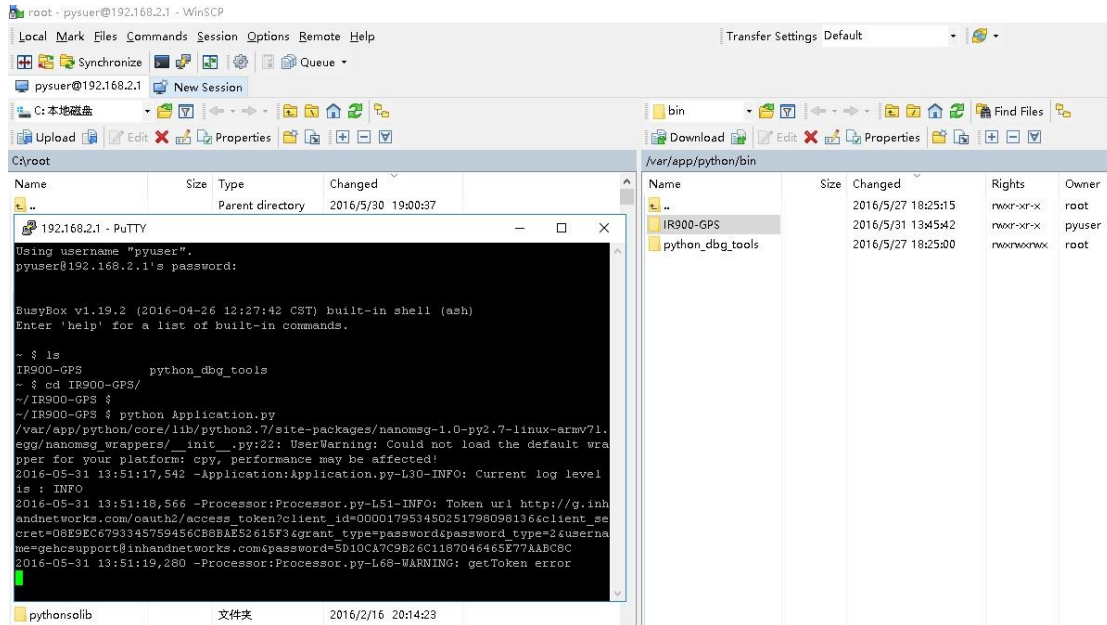 root - pysuer@192.168.2.1 - WinSCP
Local Mark Files Commands Session Options Remote Help
Transfer Settings Default
Synchronize
Queue
pysuer@192.168.2.1
New Session
C: 本地磁盘
bin
Find Files
Upload
Edit
Properties
Download
Edit
Properties
C:\root
/var/app/python/bin
Name Size Type Changed
Name Size Changed Rights Owner
.. Parent directory 2016/5/30 19:00:37
.. 2016/5/27 18:25:15 rwxr-xr-x root
IR900-GPS 2016/5/31 13:45:42 rwxr-xr-x pyuser
python_dbg_tools 2016/5/27 18:25:00 rwxrwxrwx root
192.168.2.1 - PuTTY
Using username "pyuser".
pyuser@192.168.2.1's password:
BusyBox v1.19.2 (2016-04-26 12:27:42 CST) built-in shell (ash)
Enter 'help' for a list of built-in commands.
~ $ ls
IR900-GPS python_dbg_tools
~ $ cd IR900-GPS/
~/IR900-GPS $
~/IR900-GPS $ python Application.py
/var/app/python/core/lib/python2.7/site-packages/nanomsg-1.0-py2.7-linux-armv7l.
egg/nanomsg_wrappers/__init__.py:22: UserWarning: Could not load the default wra
pper for your platform: cpy, performance may be affected!
2016-05-31 13:51:17,542 -Application:Application.py-L30-INFO: Current log level
is : INFO
2016-05-31 13:51:18,566 -Processor:Processor.py-L51-INFO: Token url http://g.inh
andnetworks.com/oauth2/access_token?client_id=000017953450251798098136&client_se
cret=08E9EC6793345759456CB8BAE52615F3&grant_type=password&password_type=2&userna
me=gehcsupport@inhandnetworks.com&password=5D10CA7C9B26C1187046465E77AABC8C
2016-05-31 13:51:19,280 -Processor:Processor.py-L68-WARNING: getToken error
pythonsolib 文件夹 2016/2/16 20:14:23